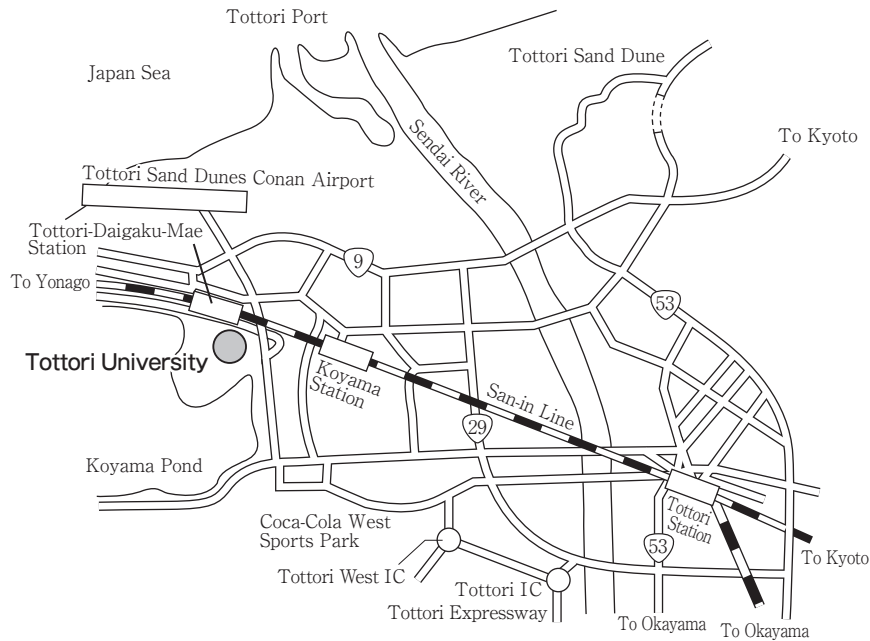 Tottori Port
Tottori Sand Dune
Japan Sea
Sendai River
To Kyoto
Tottori Sand Dunes Conan Airport
Tottori-Daigaku-Mae
Station
9
To Yonago
53
Tottori University
Koyama
Station
San-in Line
29
Koyama Pond
Tottori
Station
Coca-Cola West
Sports Park
53
To Kyoto
Tottori West IC
Tottori IC
Tottori Expressway
To Okayama
To Okayama